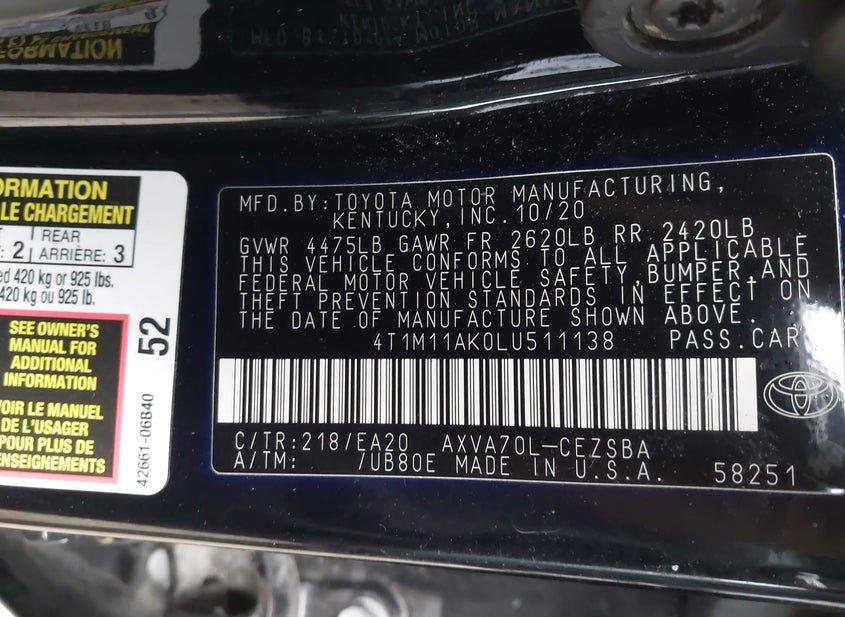 ORMATION
LE CHARGEMENT
2 REAR
ARRIÈRE: 3
ed 420 kg or 925 lbs.
420 kg ou 925 lb.
SEE OWNER'S
MANUAL FOR
ADDITIONAL
INFORMATION
VOIR LE MANUEL
DE L'USAGER
POUR PLUS DE
ENSEIGNEMENTS
52
42661-06B40
MFD.BY:TOYOTA MOTOR MANUFACTURING,
KENTUCKY,INC.10/20
GVWR 4475LB GAWR FR 2620LB RR 2420LB
THIS VEHICLE CONFORMS TO ALL APPLICABLE
FEDERAL MOTOR VEHICLE SAFETY,BUMPER,AND
THEFT PREVENTION STANDARDS IN EFFECT ON
THE DATE OF MANUFACTURE SHOWN ABOVE.
4T1M11AK0LU511138 PASS.CAR
C/TR:218/EA20 AXVA70L-CEZSBA
A/TM: /UB80E MADE IN U.S.A.
58251